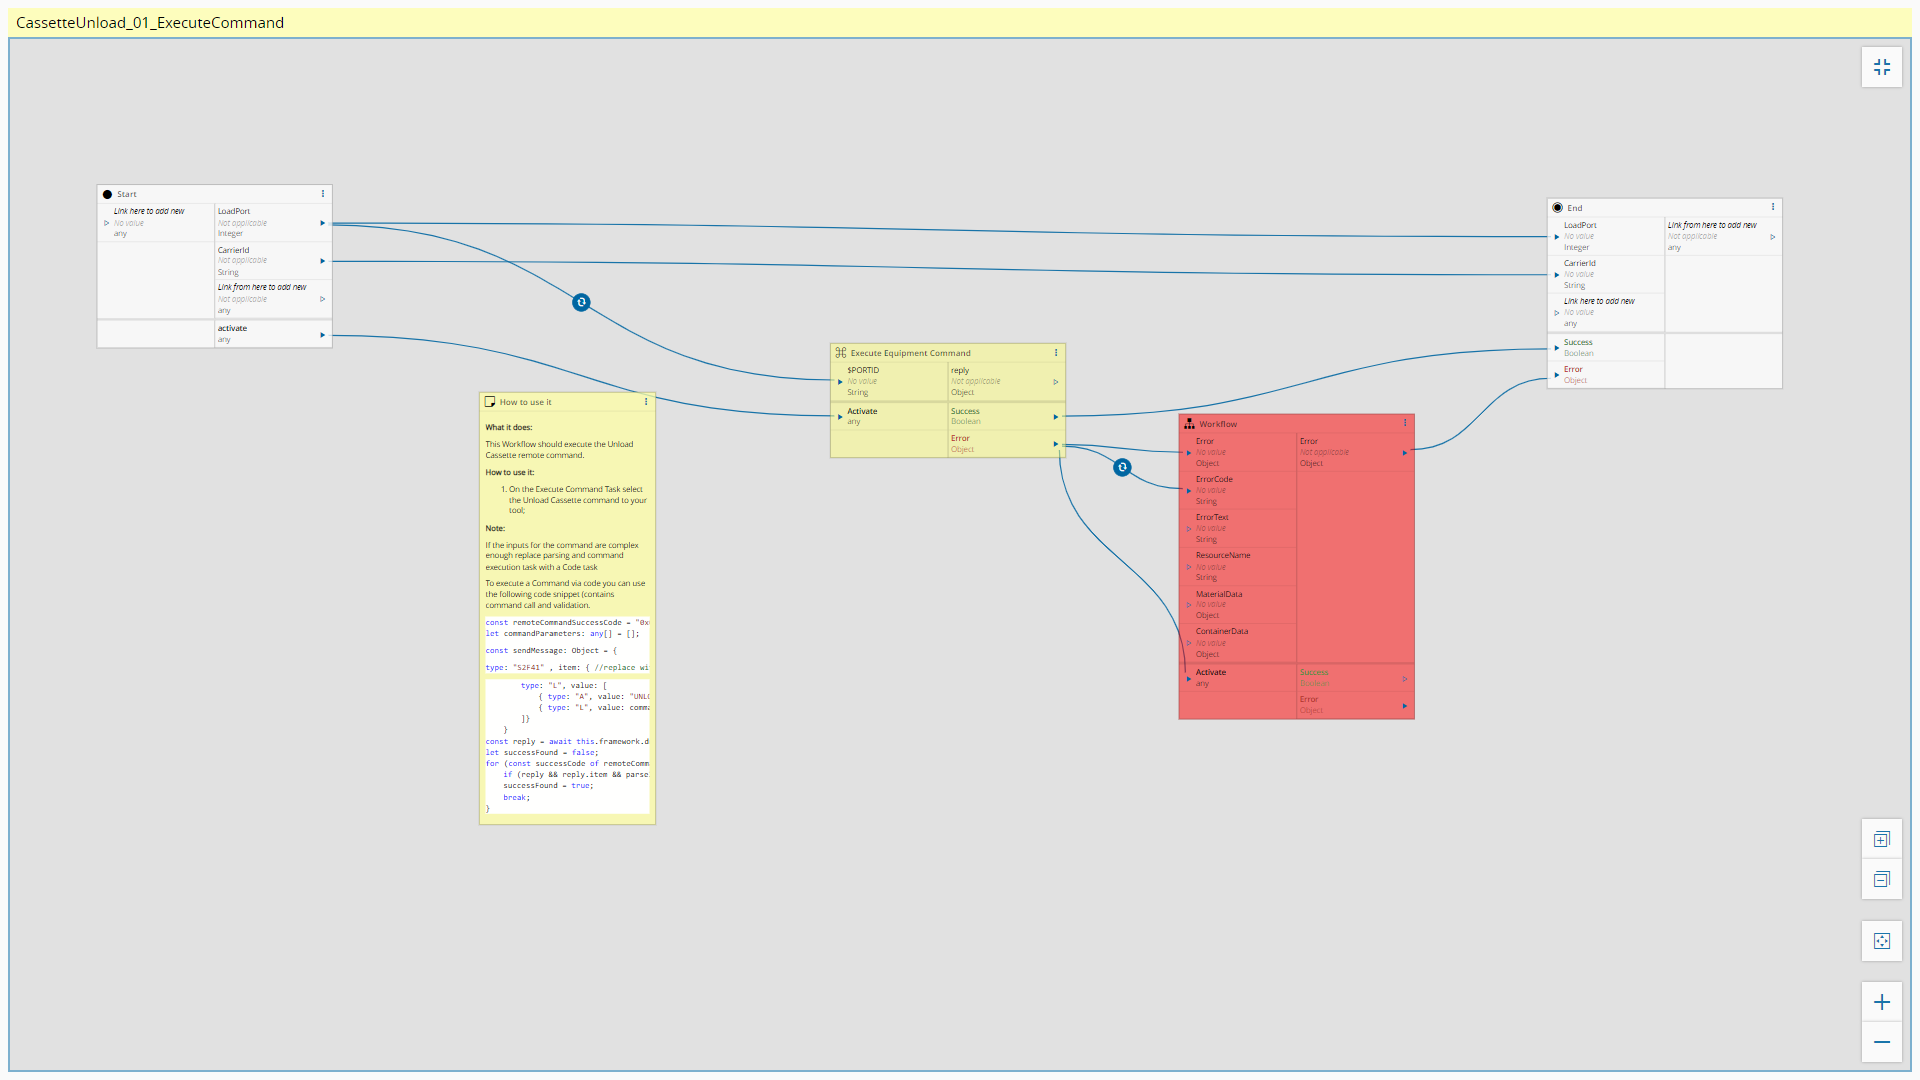 CassetteUnload_01_ExecuteCommand
Start
Link here to add new
No value
any
LoadPort
Not applicable
Integer
CarrierId
Not applicable
String
Link from here to add new
Not applicable
any
activate
any
How to use it
What it does:
This Workflow should execute the Unload
Cassette remote command.
How to use it:
1. On the Execute Command Task select
the Unload Cassette command to your
tool;
Note:
If the inputs for the command are complex
enough replace parsing and command
execution task with a Code task
To execute a Command via code you can use
the following code snippet (contains
command call and validation.
const remoteCommandSuccessCode = "0x
let commandParameters: any[] = [];
const sendMessage: Object = {
type: "S2F41" , item: { //replace wi
type: "L", value: [
{ type: "A", value: "UNLO
{ type: "L", value: comma
]}
}
const reply = await this.framework.d
let successFound = false;
for (const successCode of remoteComm
if (reply && reply.item && parse
successFound = true;
break;
}
Execute Equipment Command
$PORTID
No value
String
reply
Not applicable
Object
Activate
any
Success
Boolean
Error
Object
Workflow
Error
No value
Object
Error
Not applicable
Object
ErrorCode
No value
String
ErrorText
No value
String
ResourceName
No value
String
MaterialData
No value
Object
ContainerData
No value
Object
Activate
any
Success
Boolean
Error
Object
End
LoadPort
No value
Integer
Link from here to add new
Not applicable
any
CarrierId
No value
String
Link here to add new
No value
any
Success
Boolean
Error
Object